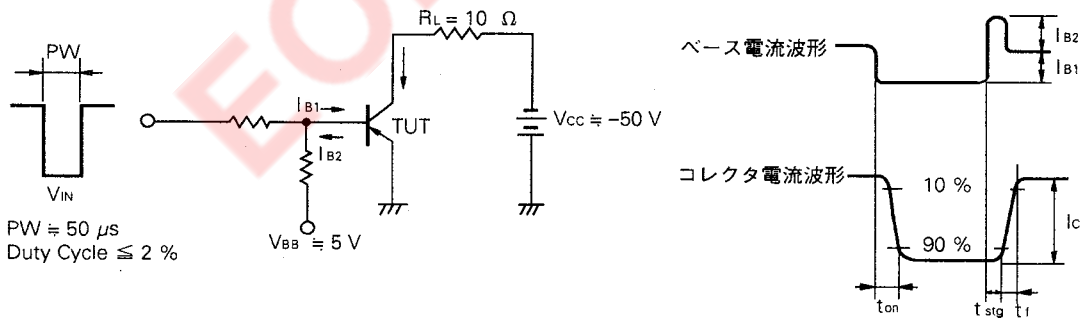 RL = 10 Ω
PW
IB1
TUT
IB2
VIN
VCC ≒ -50 V
PW ≒ 50 μs
Duty Cycle ≦ 2 %
VBB ≒ 5 V
ベース電流波形
IB2
IB1
コレクタ電流波形
10 %
90 %
IC
ton
tstg
tf